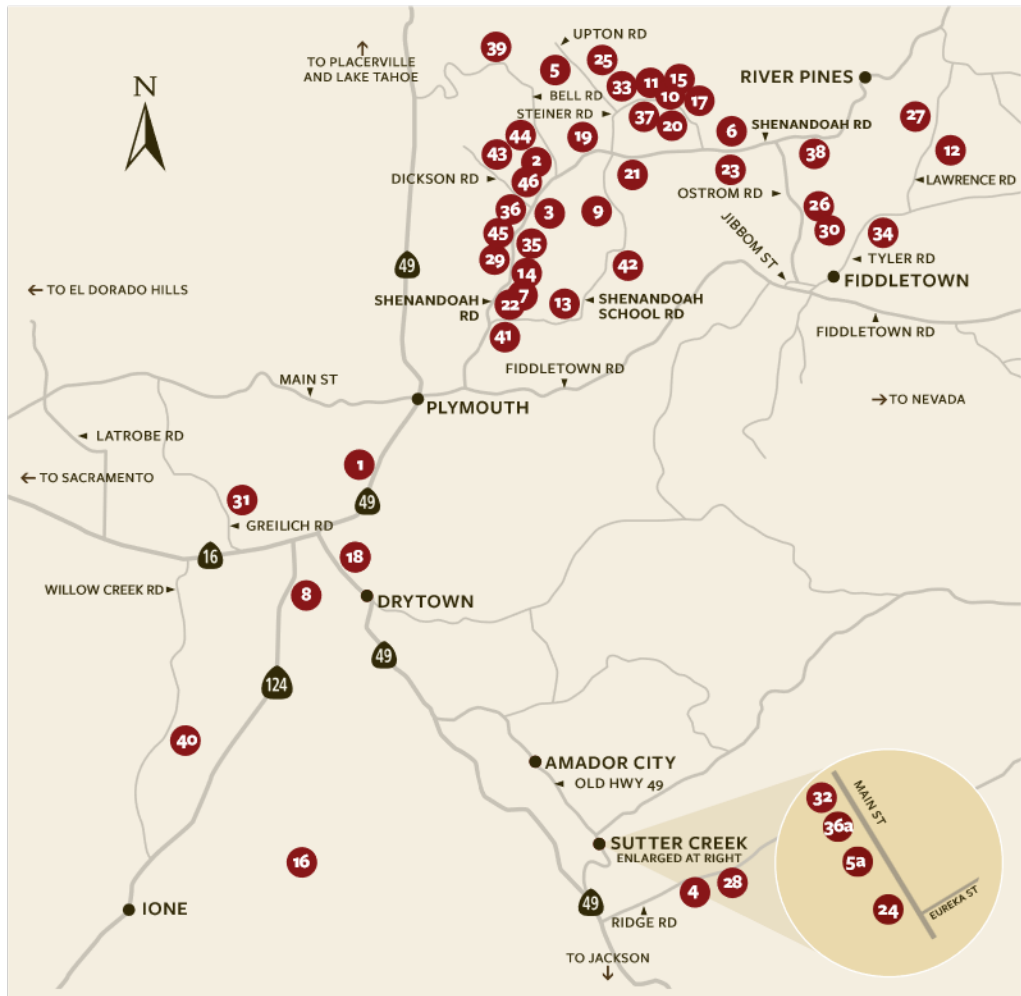 39
UPTON RD
25
TO PLACERVILLE
AND LAKE TAHOE
5
33
11
15
10
17
RIVER PINES
N
BELL RD
STEINER RD
37
20
27
44
19
6
SHENANDOAH RD
43
2
38
12
DICKSON RD
46
21
23
OSTROM RD
LAWRENCE RD
36
3
9
26
45
35
30
34
29
14
42
JIBBOM ST
TYLER RD
49
FIDDLETOWN
TO EL DORADO HILLS
SHENANDOAH
RD
22
7
13
SHENANDOAH
SCHOOL RD
41
FIDDLETOWN RD
MAIN ST
FIDDLETOWN RD
PLYMOUTH
TO NEVADA
LATROBE RD
1
TO SACRAMENTO
31
49
GREILICH RD
16
18
WILLOW CREEK RD
8
DRYTOWN
49
124
40
AMADOR CITY
OLD HWY 49
32
MAIN ST
36a
SUTTER CREEK
ENLARGED AT RIGHT
5a
16
4
28
24
EUREKA ST
IONE
49
RIDGE RD
TO JACKSON